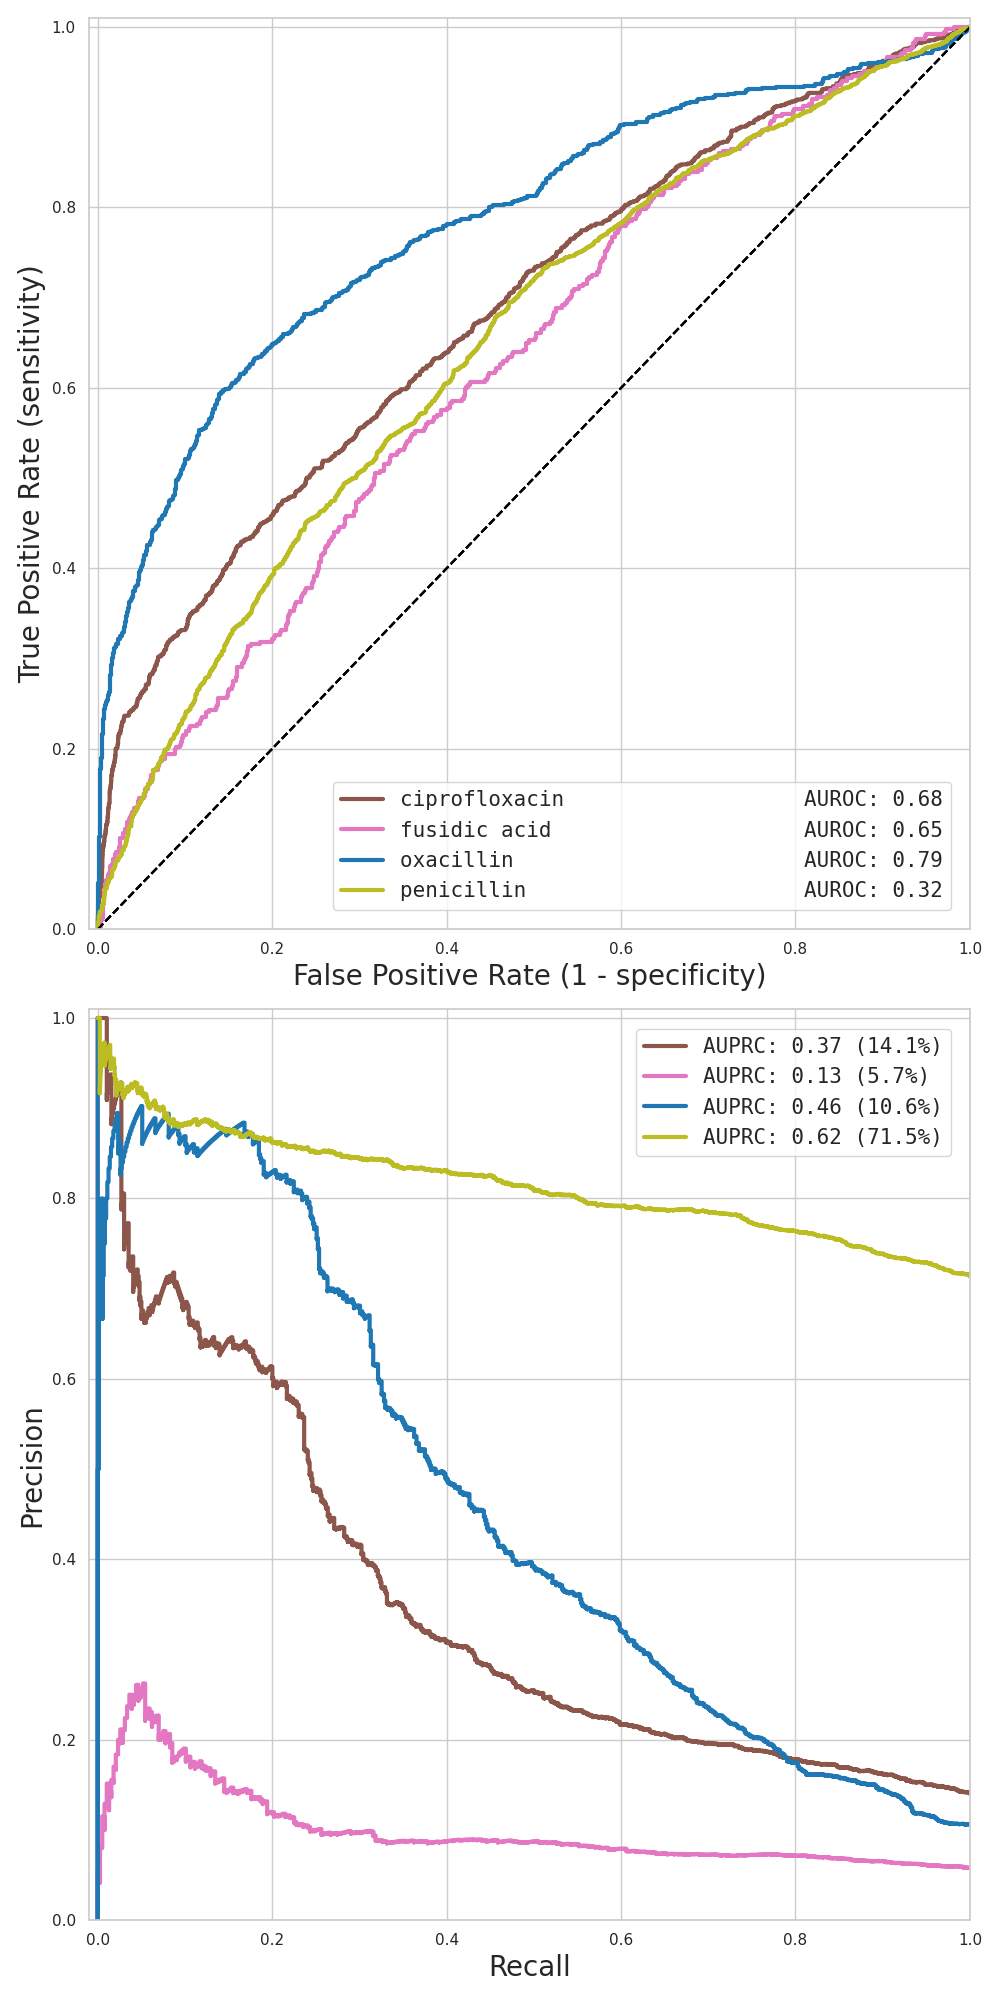 1.0
0.8
0.6
0.4
0.2
0.0
True Positive Rate (sensitivity)
ciprofloxacin AUROC: 0.68
fusidic acid AUROC: 0.65
oxacillin AUROC: 0.79
penicillin AUROC: 0.32
0.0 0.2 0.4 0.6 0.8 1.0
False Positive Rate (1 - specificity)
1.0
0.8
0.6
0.4
0.2
0.0
Precision
AUPRC: 0.37 (14.1%)
AUPRC: 0.13 (5.7%)
AUPRC: 0.46 (10.6%)
AUPRC: 0.62 (71.5%)
0.0 0.2 0.4 0.6 0.8 1.0
Recall